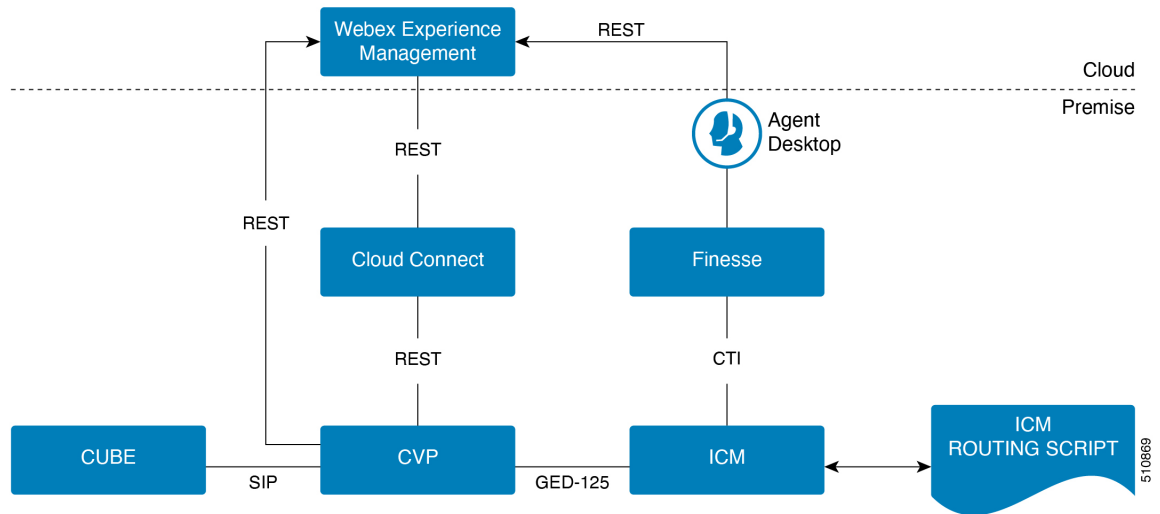 Webex Experience
Management
REST
Cloud
Premise
Agent
Desktop
REST
REST
Cloud Connect
Finesse
REST
CTI
CUBE
SIP
CVP
GED-125
ICM
ICM
ROUTING SCRIPT
510869